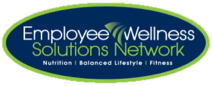 Employee Wellness
Solutions Network
Nutrition | Balanced Lifestyle | Fitness